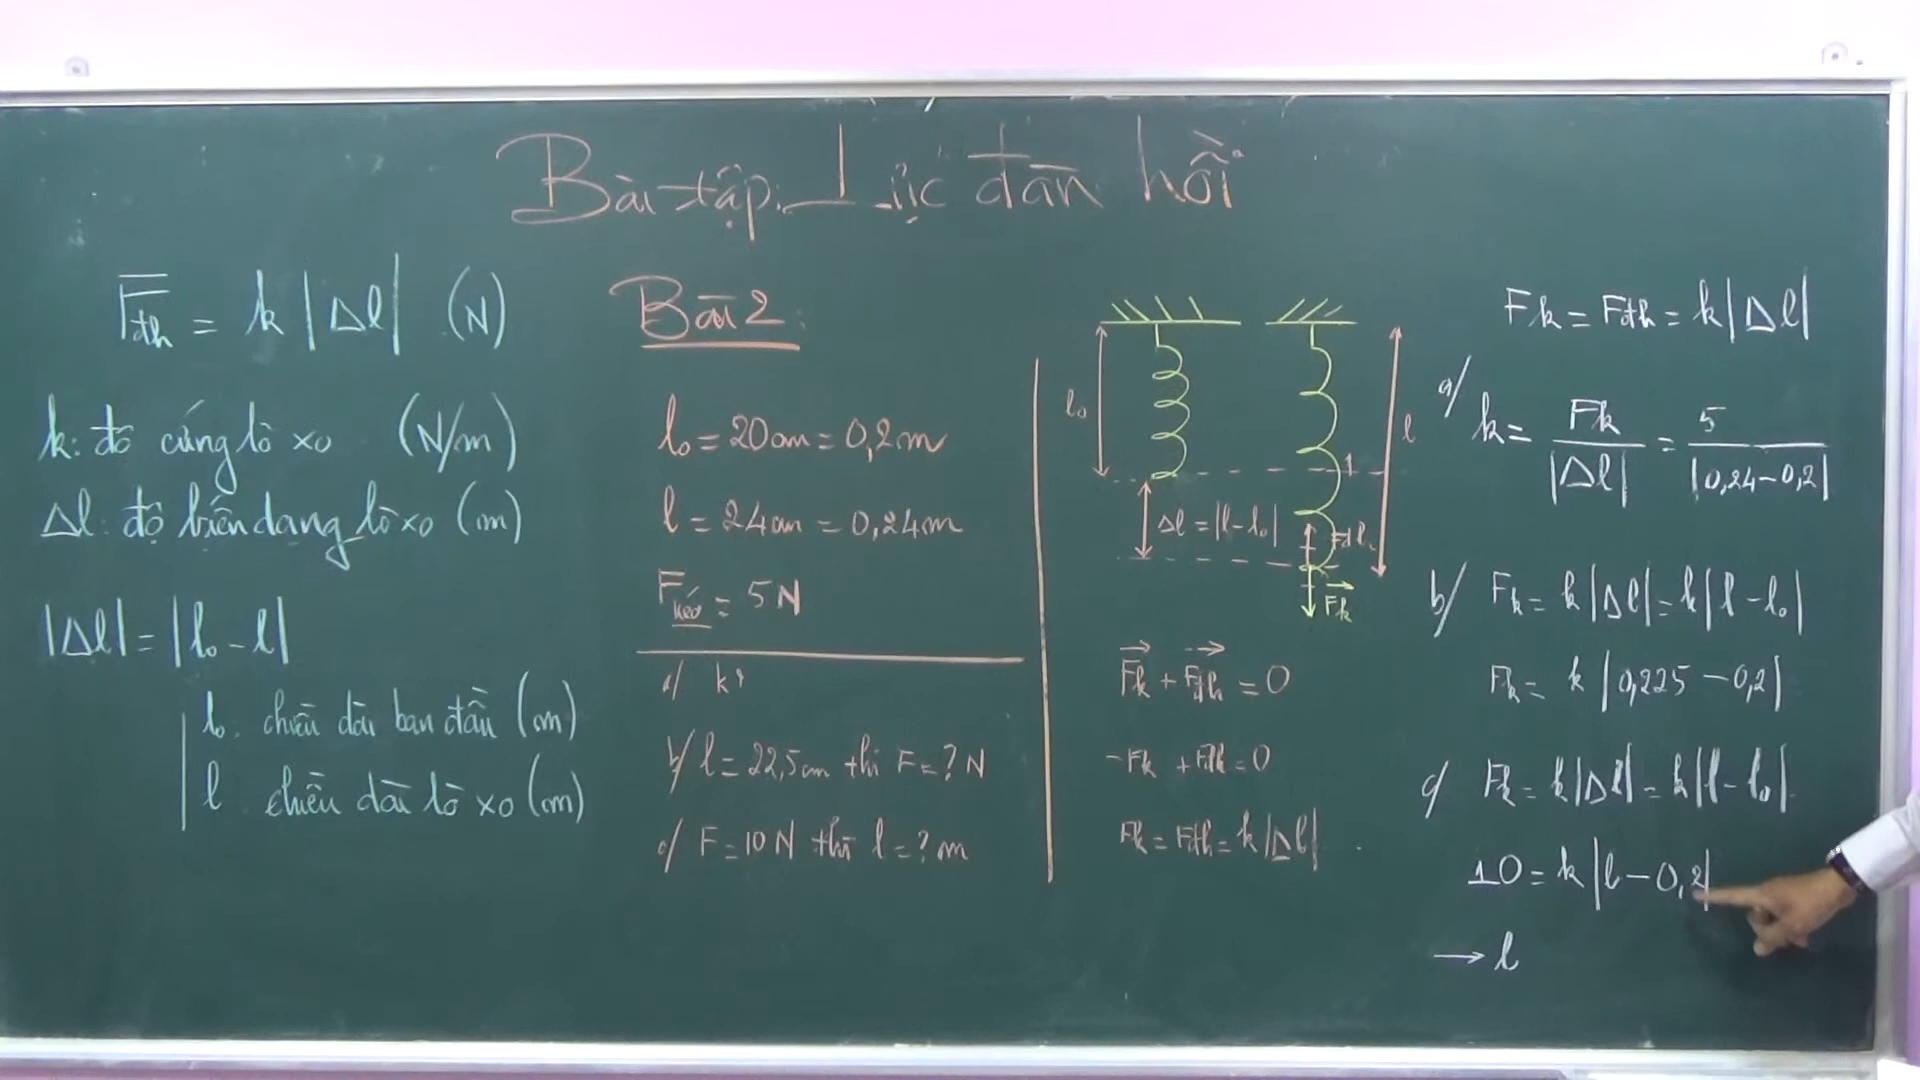 Bài tập: Lực đàn hồi
Fđh = k |Δl| (N)
k: độ cứng lò xo (N/m)
Δl: độ biến dạng lò xo (m)
|Δl| = |l₀ - l|
l₀: chiều dài ban đầu (m)
l chiều dài lò xo (m)
Bài 2:
l₀ = 20cm = 0,2m
l = 24cm = 0,24m
Fkéo = 5N
a/ k?
b/ l = 22,5cm thì F = ? N
c/ F = 10 N thì l = ? m
l₀
l
Δl = |l - l₀|
Fđh
Fk
Fk + Fđh = 0
-Fk + Fđh = 0
Fk = Fđh = k|Δl|
Fk = Fđh = k|Δl|
a/ k = Fk / |Δl| = 5 / |0,24 - 0,2|
b/ Fk = k|Δl| = k|l - l₀|
Fk = k |0,225 - 0,2|
c/ Fk = k|Δl| = k|l - l₀|
10 = k|l - 0,2|
→ l